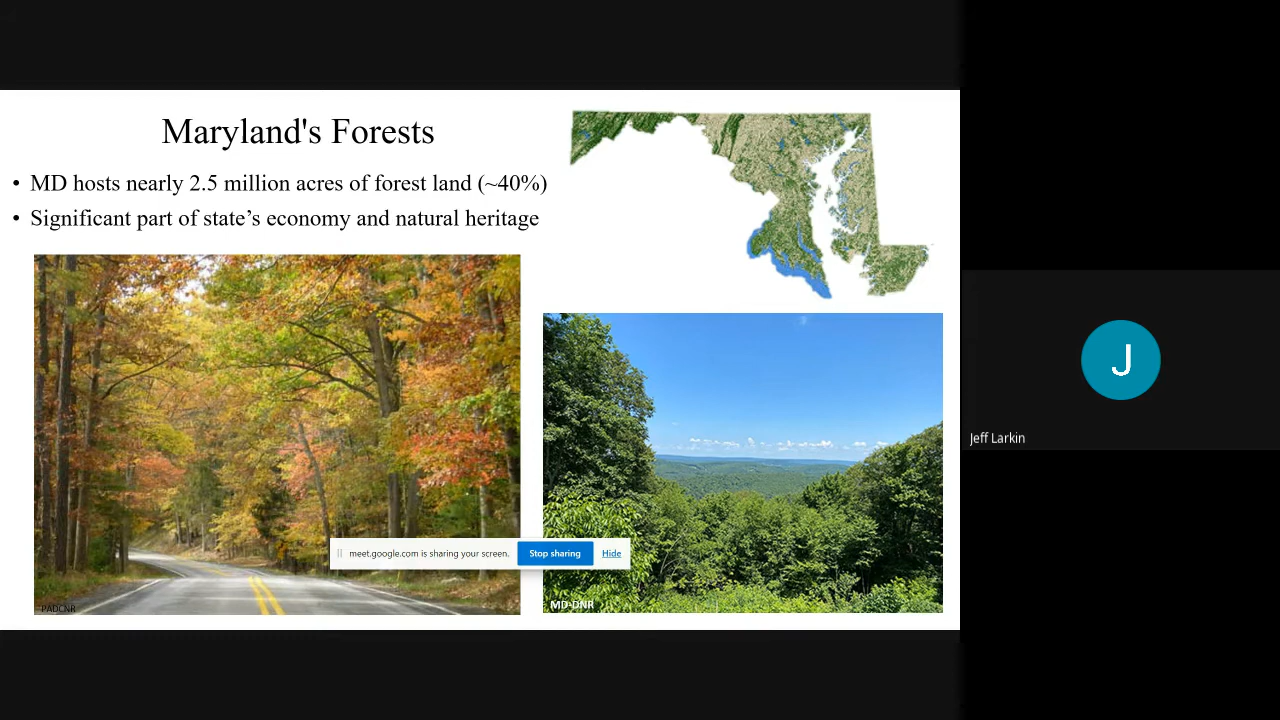 Maryland's Forests
• MD hosts nearly 2.5 million acres of forest land (~40%)
• Significant part of state’s economy and natural heritage
meet.google.com is sharing your screen. Stop sharing Hide
PADCNR
MD-DNR
J
Jeff Larkin